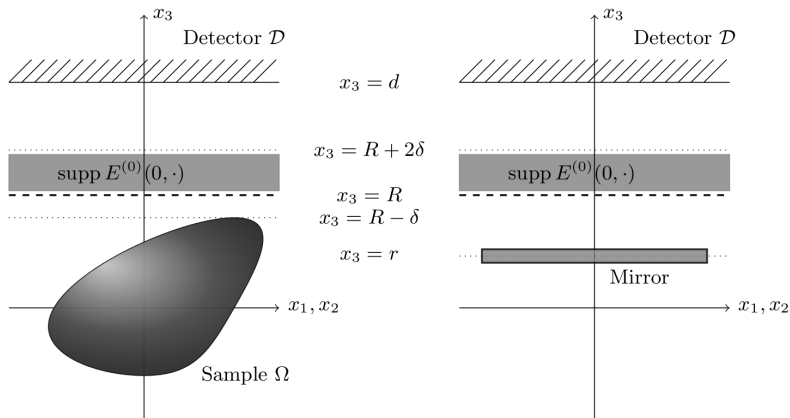 x₃ x₃
Detector 𝒟 Detector 𝒟
x₃ = d
x₃ = R + 2δ
supp E⁽⁰⁾(0, ·) supp E⁽⁰⁾(0, ·)
x₃ = R
x₃ = R − δ
x₃ = r
Mirror
x₁, x₂ x₁, x₂
Sample Ω